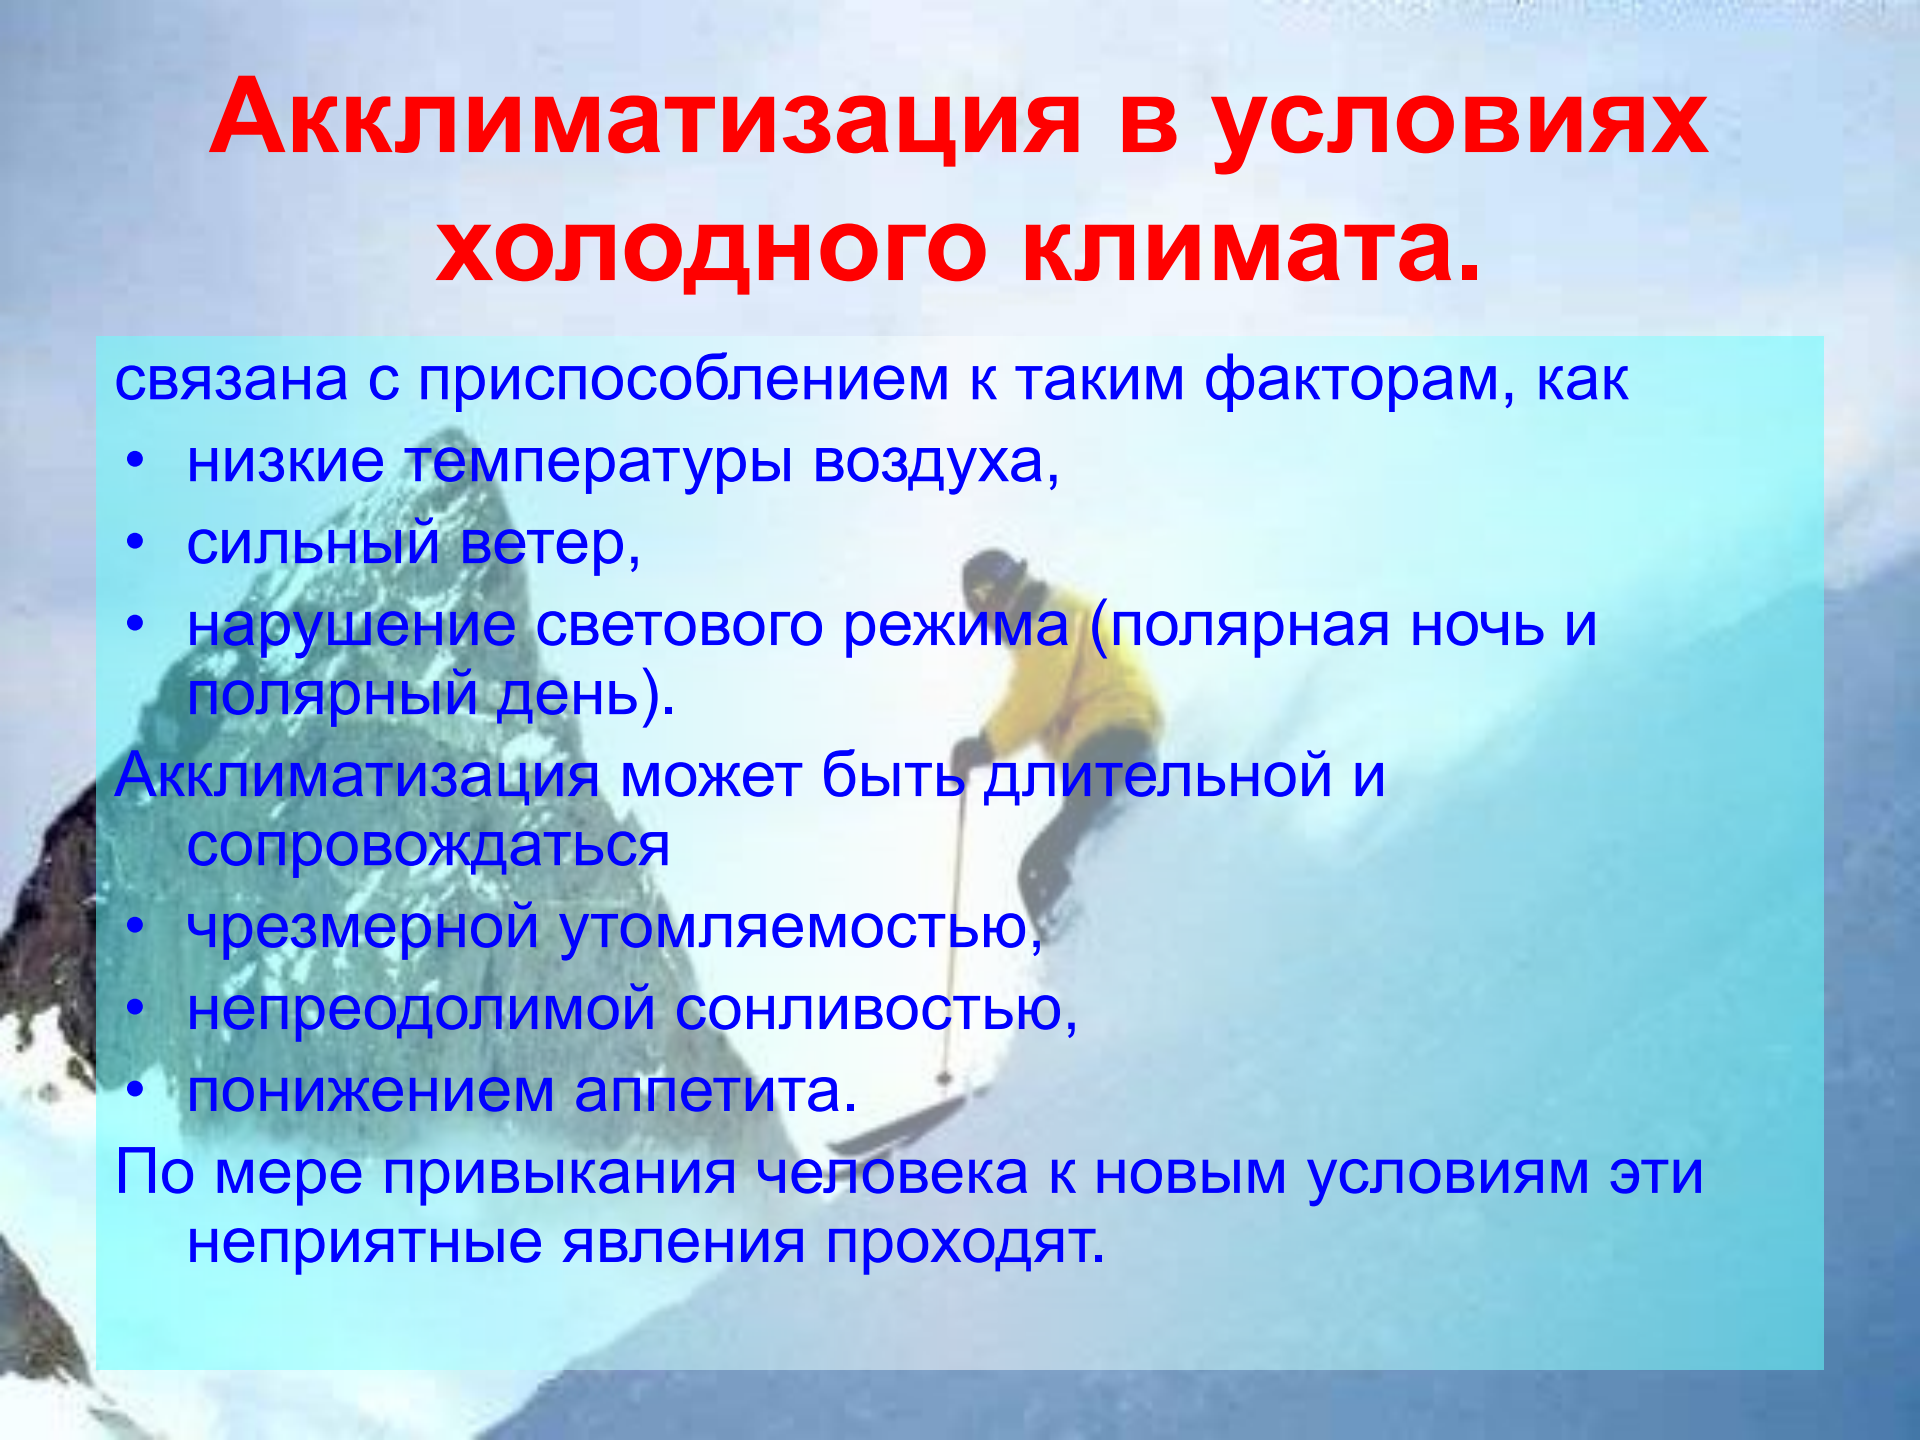 Акклиматизация в условиях
холодного климата.
связана с приспособлением к таким факторам, как
• низкие температуры воздуха,
• сильный ветер,
• нарушение светового режима (полярная ночь и
полярный день).
Акклиматизация может быть длительной и
сопровождаться
• чрезмерной утомляемостью,
• непреодолимой сонливостью,
• понижением аппетита.
По мере привыкания человека к новым условиям эти
неприятные явления проходят.